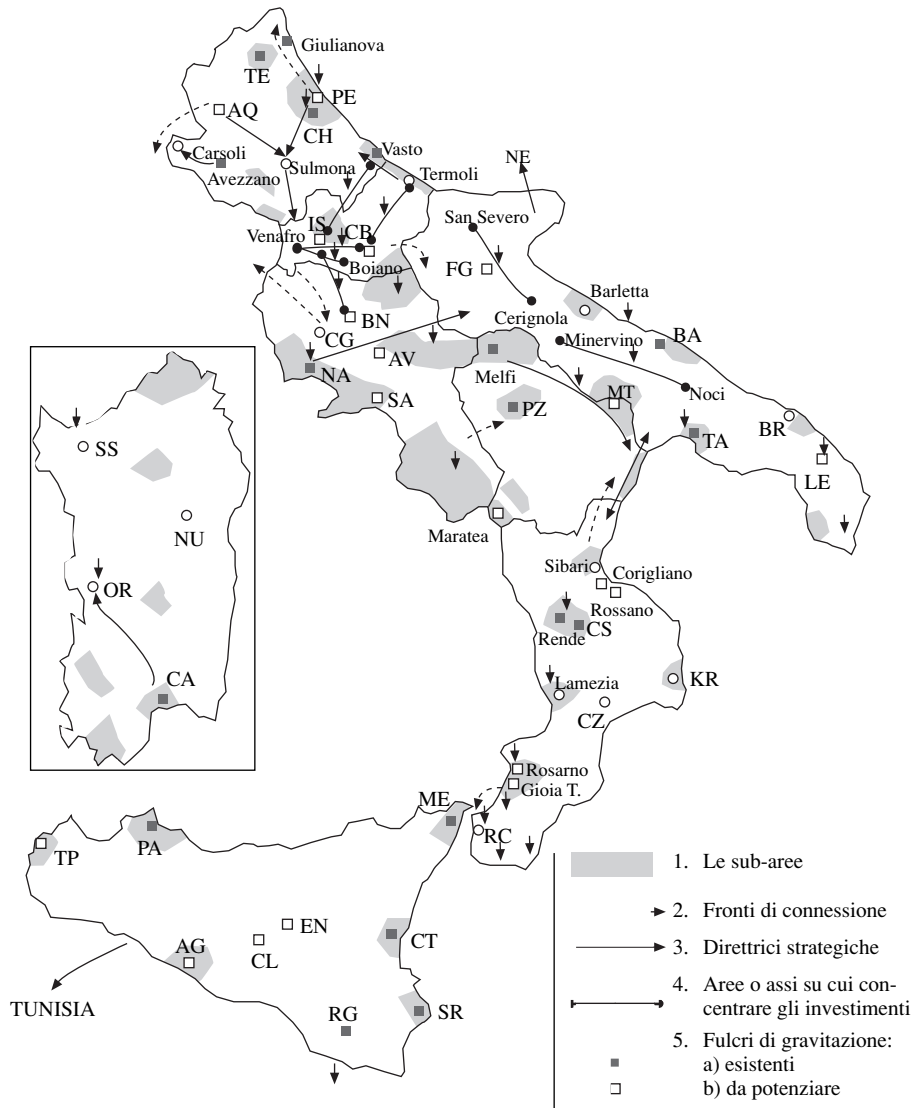 Giulianova
TE
PE
AQ
CH
Carsoli
Vasto
Avezzano
Sulmona
Termoli
NE
IS
CB
San Severo
Venafro
Boiano
FG
Barletta
BN
Cerignola
CG
Minervino
BA
AV
NA
Melfi
MT
Noci
SA
PZ
BR
TA
LE
SS
NU
Maratea
Sibari
Corigliano
OR
Rossano
Rende
CS
CA
Lamezia
KR
CZ
Rosarno
Gioia T.
ME
RC
PA
TP
EN
CT
AG
CL
TUNISIA
RG
SR
1. Le sub-aree
2. Fronti di connessione
3. Direttrici strategiche
4. Aree o assi su cui con-
centrare gli investimenti
5. Fulcri di gravitazione:
a) esistenti
b) da potenziare